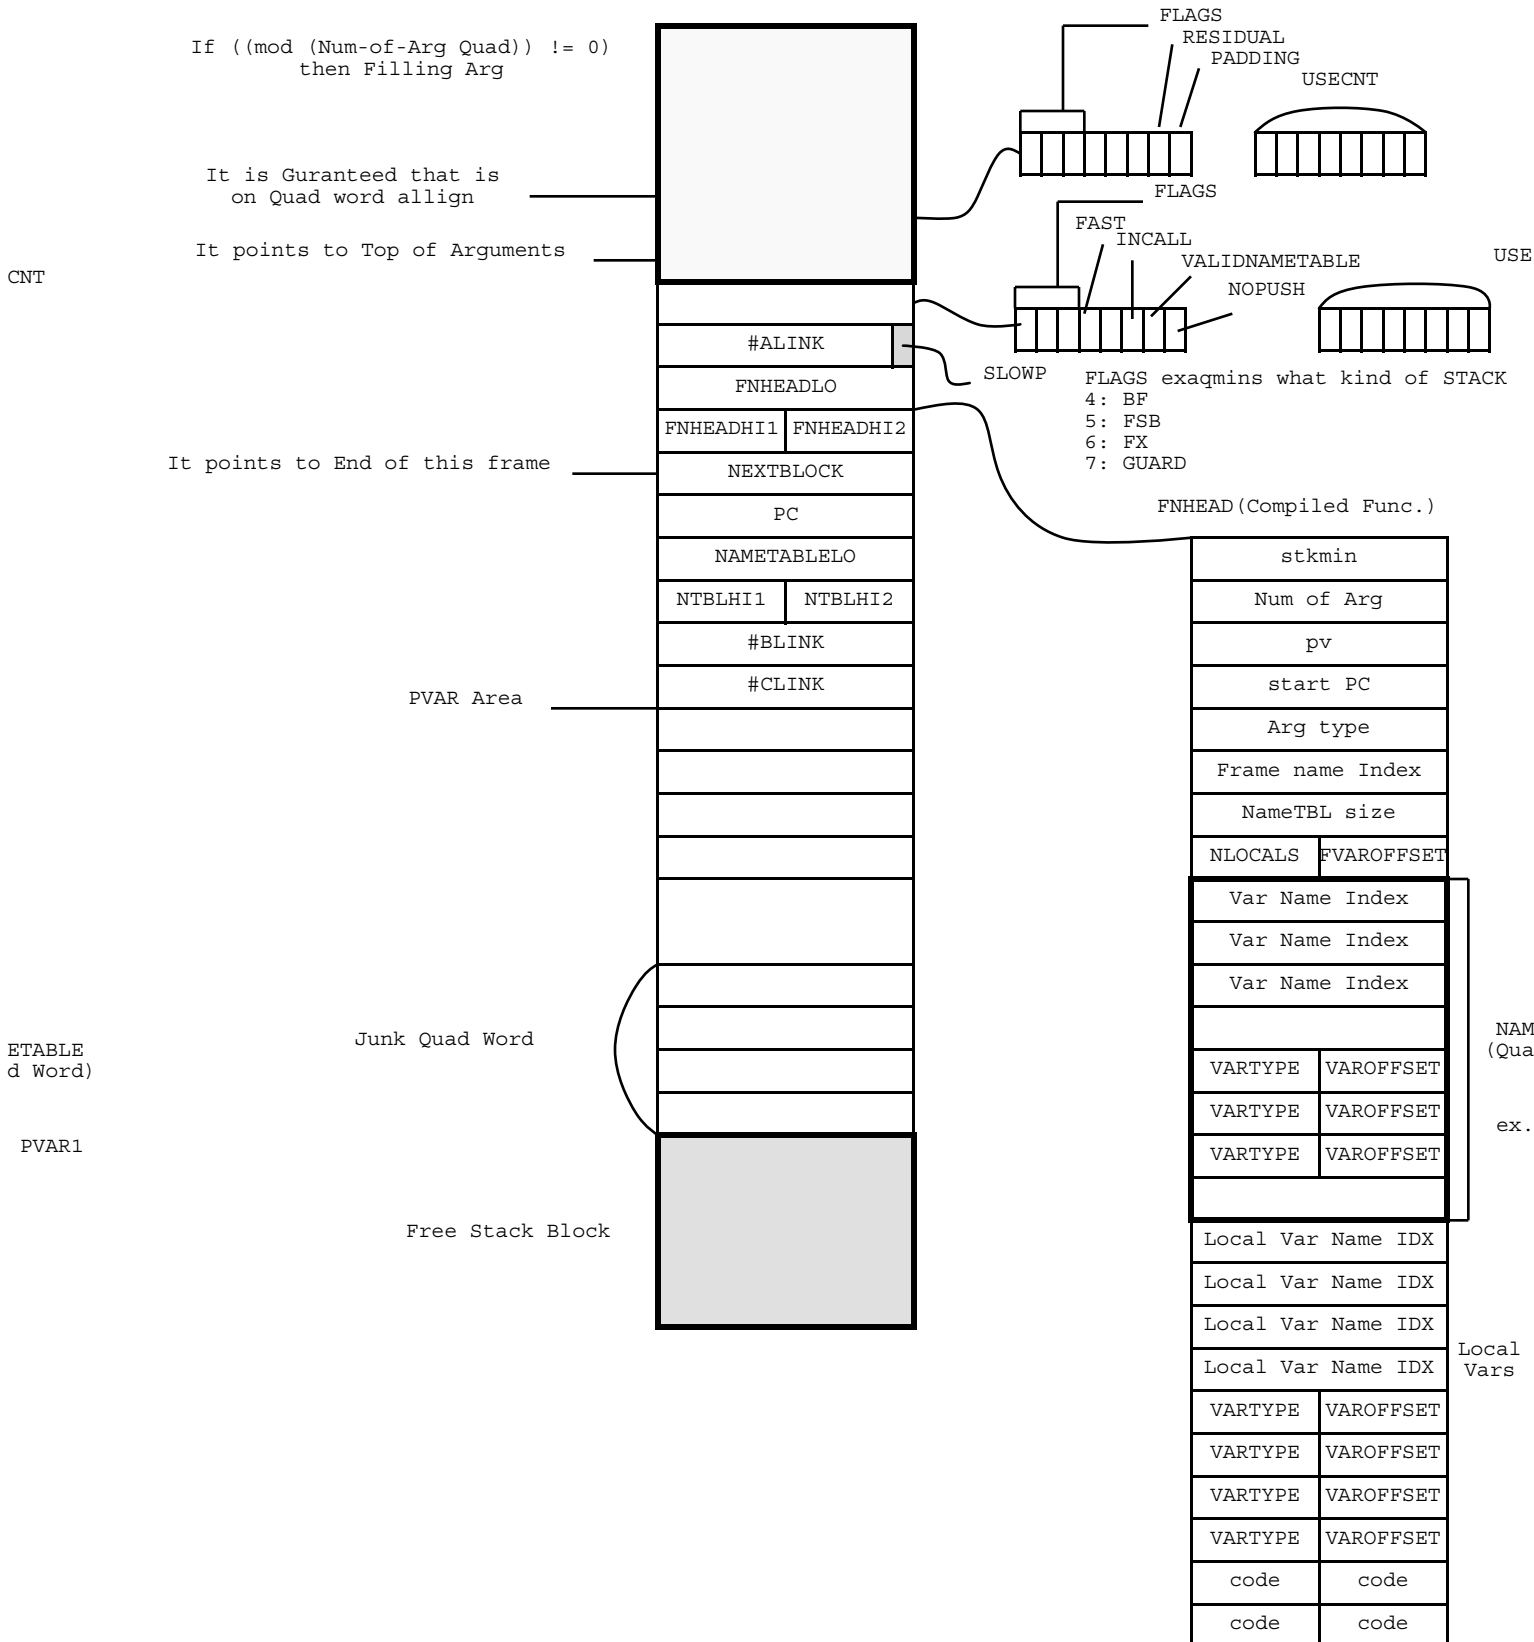 FLAGS
RESIDUAL
PADDING
USECNT
If ((mod (Num-of-Arg Quad)) != 0)
then Filling Arg
It is Guranteed that is
on Quad word allign
It points to Top of Arguments
CNT
FLAGS
FAST
INCALL
VALIDNAMETABLE
NOPUSH
USE
#ALINK
SLOWP
FNHEADLO
FNHEADHI1 FNHEADHI2
FLAGS exaqmins what kind of STACK
4: BF
5: FSB
6: FX
7: GUARD
It points to End of this frame
NEXTBLOCK
PC
NAMETABLELO
NTBLHI1 NTBLHI2
#BLINK
#CLINK
PVAR Area
FNHEAD(Compiled Func.)
stkmin
Num of Arg
pv
start PC
Arg type
Frame name Index
NameTBL size
NLOCALS FVAROFFSET
Var Name Index
Var Name Index
Var Name Index
VARTYPE VAROFFSET
VARTYPE VAROFFSET
VARTYPE VAROFFSET
NAM
(Qua
ex.
Junk Quad Word
ETABLE
d Word)
PVAR1
Free Stack Block
Local Var Name IDX
Local Var Name IDX
Local Var Name IDX
Local Var Name IDX
Local
Vars
VARTYPE VAROFFSET
VARTYPE VAROFFSET
VARTYPE VAROFFSET
VARTYPE VAROFFSET
code code
code code